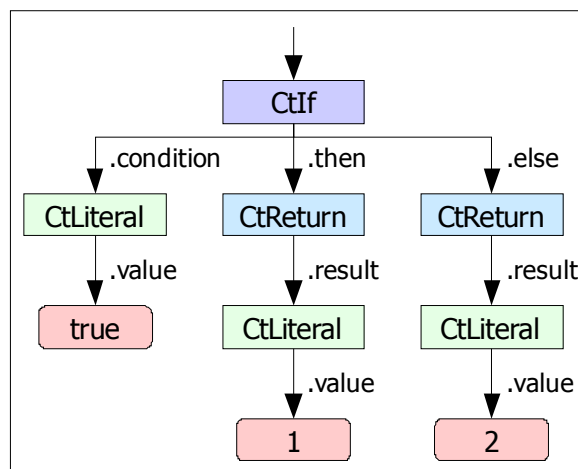 CtIf
.condition .then .else
CtLiteral CtReturn CtReturn
.value .result .result
true CtLiteral CtLiteral
.value .value
1 2